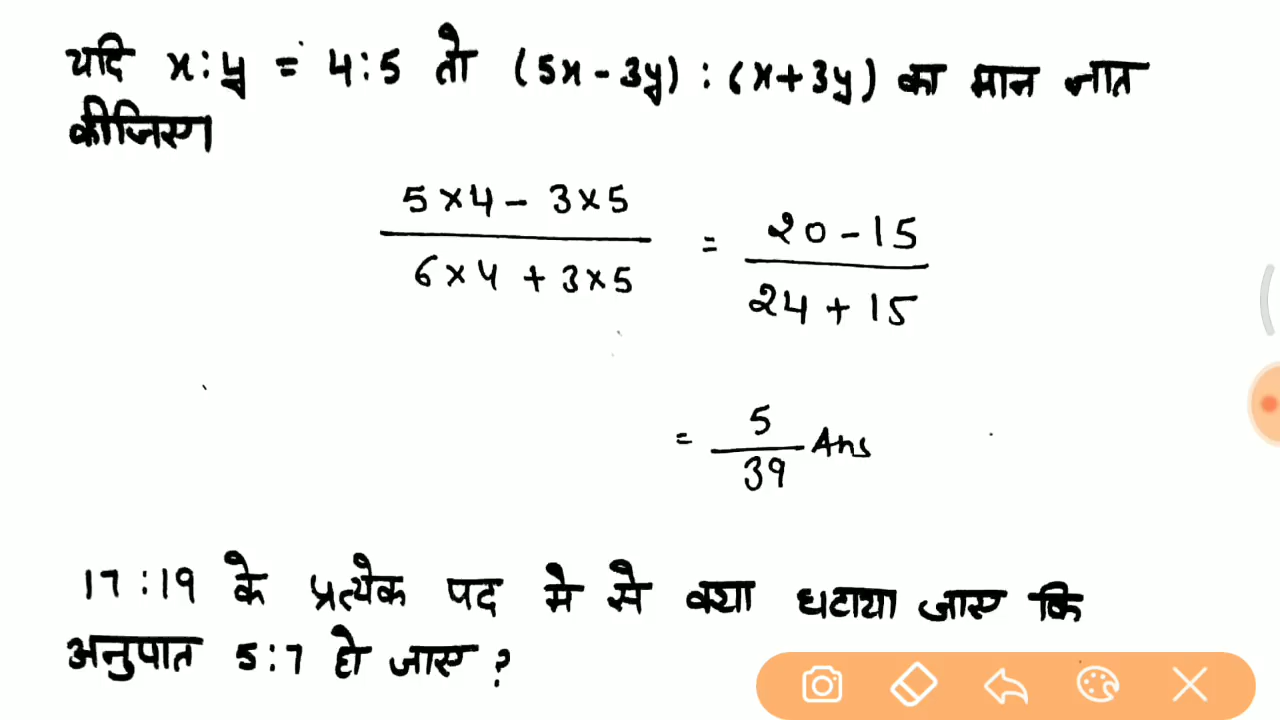 यदि x:y = 4:5 तो (5x-3y) : (x+3y) का मान ज्ञात
कीजिए।
5×4 - 3×5
6×4 + 3×5
= 20-15
24+15
= 5
39 Ans
17:19 के प्रत्येक पद मे से क्या घटाया जाए कि
अनुपात 5:7 हो जाए ?